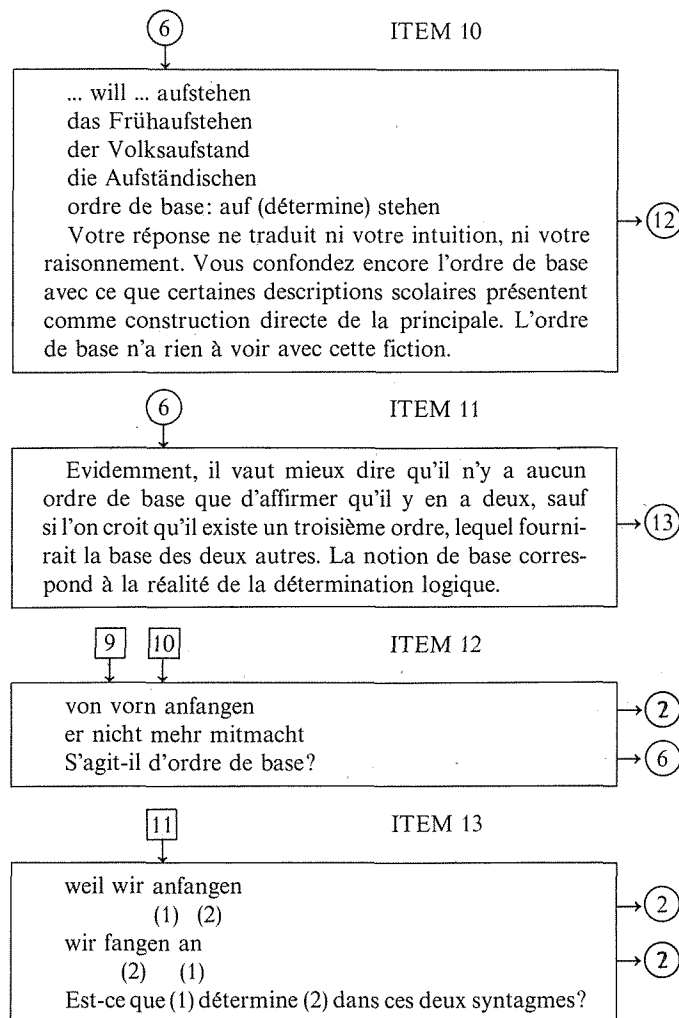 6 ITEM 10
... will ... aufstehen
das Frühaufstehen
der Volksaufstand
die Aufständischen
ordre de base: auf (détermine) stehen
Votre réponse ne traduit ni votre intuition, ni votre
raisonnement. Vous confondez encore l'ordre de base
avec ce que certaines descriptions scolaires présentent
comme construction directe de la principale. L'ordre
de base n'a rien à voir avec cette fiction.
12
6 ITEM 11
Evidemment, il vaut mieux dire qu'il n'y a aucun
ordre de base que d'affirmer qu'il y en a deux, sauf
si l'on croit qu'il existe un troisième ordre, lequel fourni-
rait la base des deux autres. La notion de base corres-
pond à la réalité de la détermination logique.
13
9 10 ITEM 12
von vorn anfangen 2
er nicht mehr mitmacht
S'agit-il d'ordre de base? 6
11 ITEM 13
weil wir anfangen 2
(1) (2)
wir fangen an 2
(2) (1)
Est-ce que (1) détermine (2) dans ces deux syntagmes?